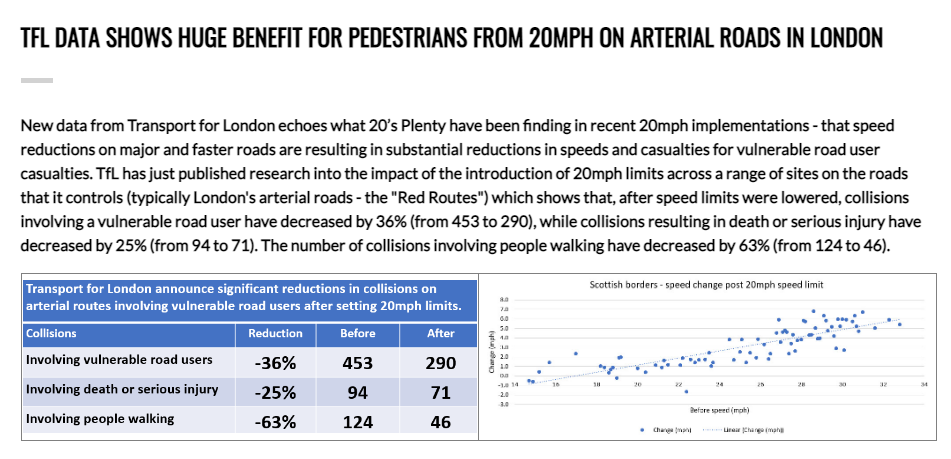 TFL DATA SHOWS HUGE BENEFIT FOR PEDESTRIANS FROM 20MPH ON ARTERIAL ROADS IN LONDON
New data from Transport for London echoes what 20's Plenty have been finding in recent 20mph implementations - that speed
reductions on major and faster roads are resulting in substantial reductions in speeds and casualties for vulnerable road user
casualties. TfL has just published research into the impact of the introduction of 20mph limits across a range of sites on the roads
that it controls (typically London's arterial roads - the "Red Routes") which shows that, after speed limits were lowered, collisions
involving a vulnerable road user have decreased by 36% (from 453 to 290), while collisions resulting in death or serious injury have
decreased by 25% (from 94 to 71). The number of collisions involving people walking have decreased by 63% (from 124 to 46).
Transport for London announce significant reductions in collisions on
arterial routes involving vulnerable road users after setting 20mph limits.
Collisions Reduction Before After
Involving vulnerable road users -36% 453 290
Involving death or serious injury -25% 94 71
Involving people walking -63% 124 46
Scottish borders - speed change post 20mph speed limit
Change (mph)
8.0
7.0
6.0
5.0
4.0
3.0
2.0
1.0
0.0
-1.0
-2.0
-3.0
14 16 18 20 22 24 26 28 30 32 34
Before speed (mph)
Change (mph) Linear (Change (mph))